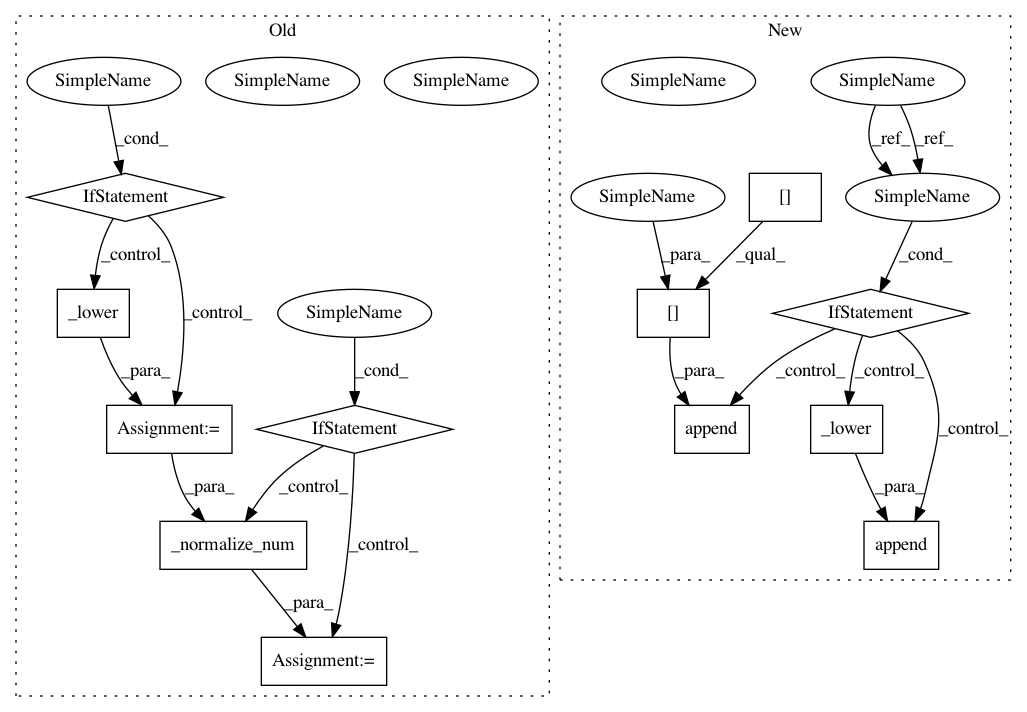 Old
New
SimpleName
SimpleName
SimpleName
SimpleName
SimpleName
_cond_
_ref_
_ref_
IfStatement
SimpleName
[]
SimpleName
_control_
_control_
_para_
_qual_
_cond_
_lower
SimpleName
[]
IfStatement
_para_
_cond_
_para_
_control_
_control_
_control_
Assignment:=
IfStatement
append
_lower
_para_
_control_
_control_
_para_
_normalize_num
append
_para_
Assignment:=